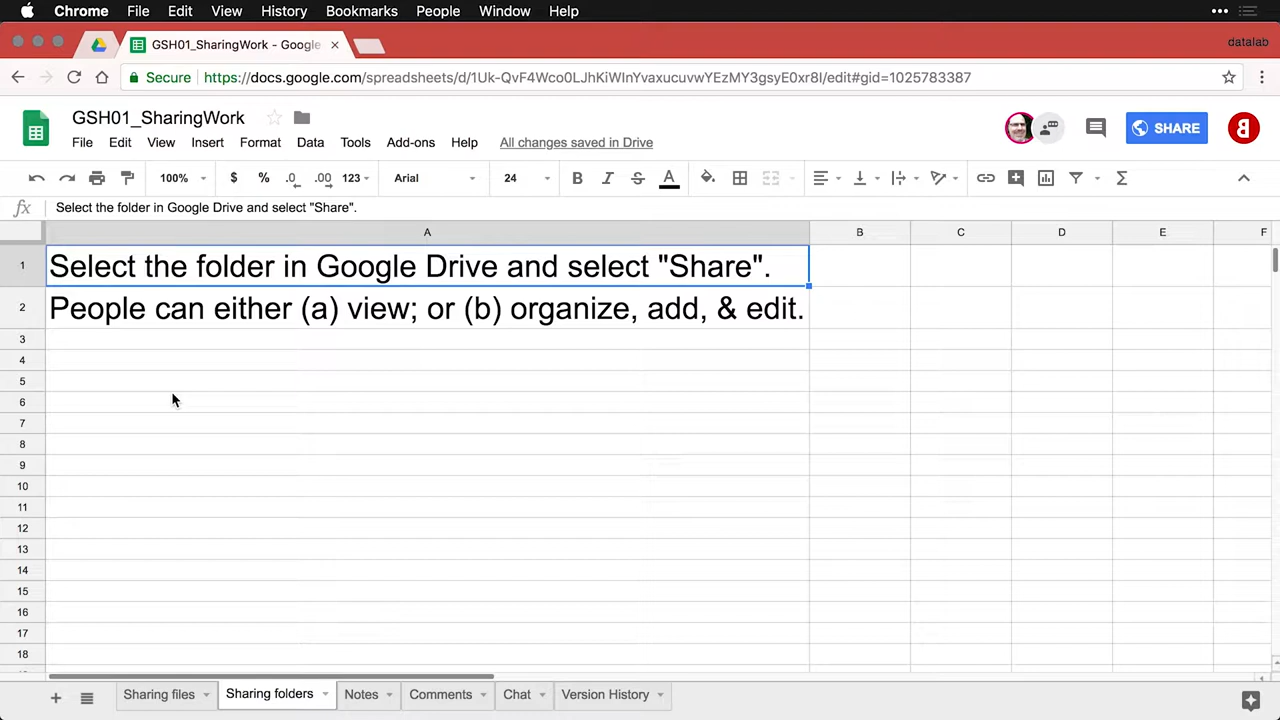 Chrome File Edit View History Bookmarks People Window Help
GSH01_SharingWork - Google
datalab
Secure https://docs.google.com/spreadsheets/d/1Uk-QvF4Wco0LJhKiWlnYvaxucuvwYEzMY3gsyE0xr8I/edit#gid=1025783387
GSH01_SharingWork
File Edit View Insert Format Data Tools Add-ons Help All changes saved in Drive
SHARE
100% $ % .0 .00 123 Arial 24 B I S A Σ
fx Select the folder in Google Drive and select "Share".
A B C D E F
1 Select the folder in Google Drive and select "Share".
2 People can either (a) view; or (b) organize, add, & edit.
3
4
5
6
7
8
9
10
11
12
13
14
15
16
17
18
Sharing files Sharing folders Notes Comments Chat Version History